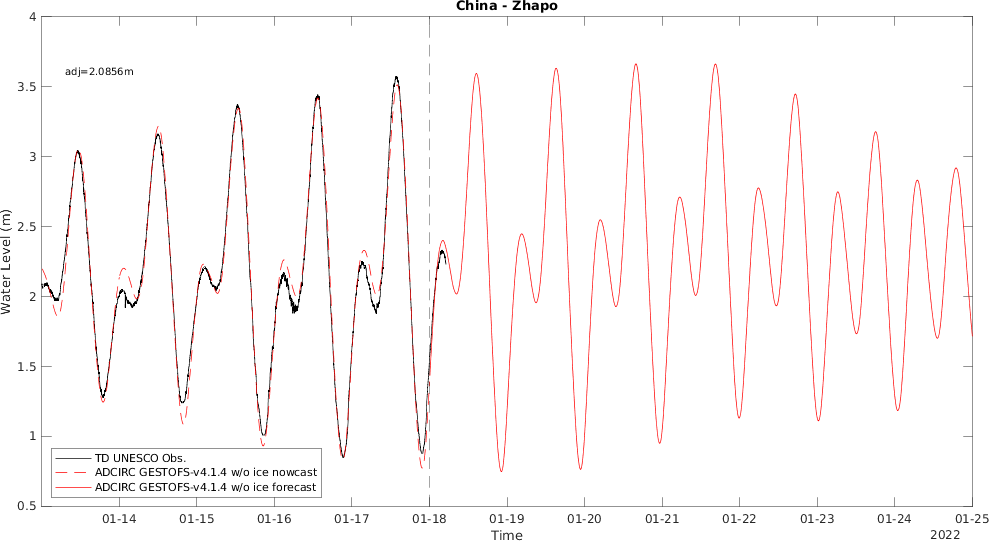 China - Zhapo
adj=2.0856m
Water Level (m)
4
3.5
3
2.5
2
1.5
1
0.5
TD UNESCO Obs.
ADCIRC GESTOFS-v4.1.4 w/o ice nowcast
ADCIRC GESTOFS-v4.1.4 w/o ice forecast
01-14 01-15 01-16 01-17 01-18 01-19 01-20 01-21 01-22 01-23 01-24 01-25
Time
2022